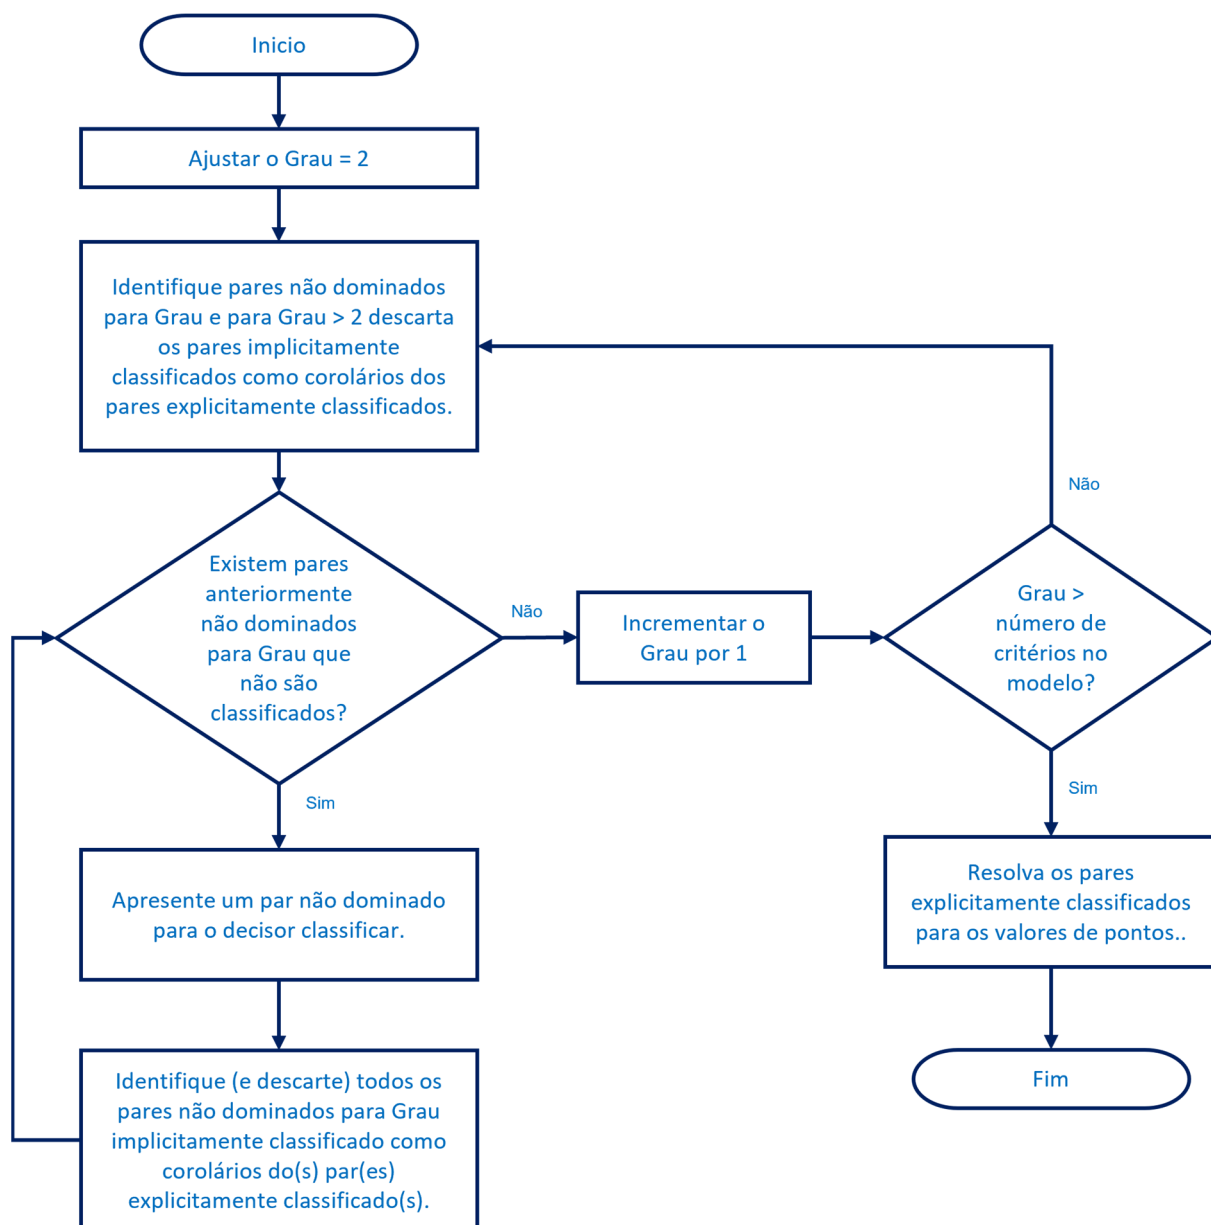 Inicio
Ajustar o Grau = 2
Identifique pares não dominados
para Grau e para Grau > 2 descarta
os pares implicitamente
classificados como corolários dos
pares explicitamente classificados.
Existem pares
anteriormente
não dominados
para Grau que
não são
classificados?
Não
Incrementar o
Grau por 1
Grau >
número de
critérios no
modelo?
Não
Sim
Sim
Apresente um par não dominado
para o decisor classificar.
Identifique (e descarte) todos os
pares não dominados para Grau
implicitamente classificado como
corolários do(s) par(es)
explicitamente classificado(s).
Resolva os pares
explicitamente classificados
para os valores de pontos..
Fim